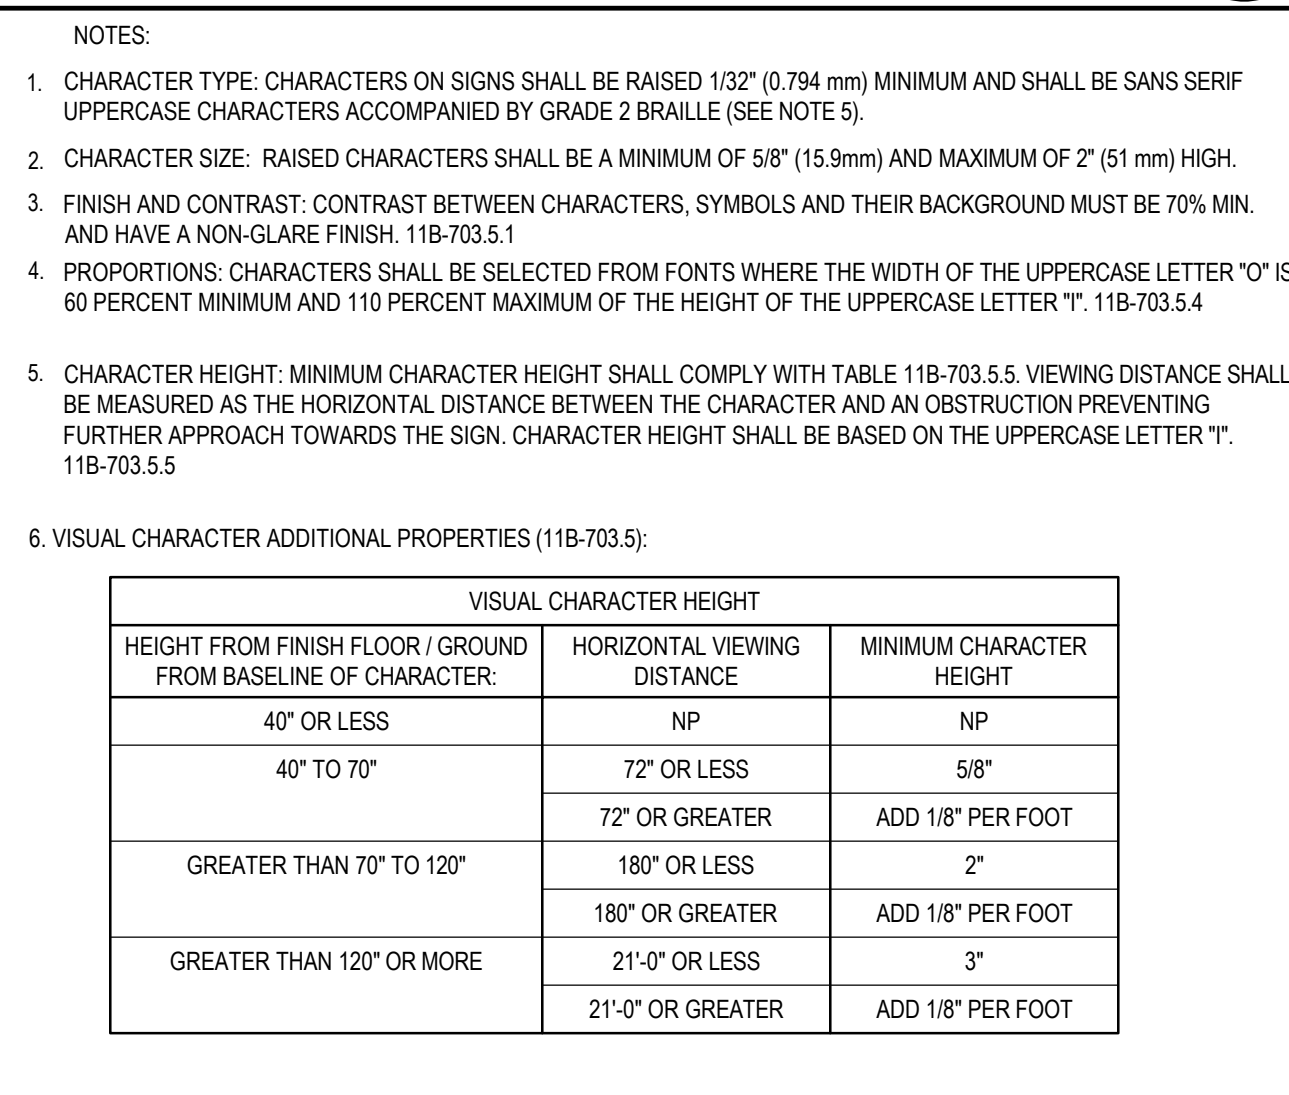 NOTES:
1. CHARACTER TYPE: CHARACTERS ON SIGNS SHALL BE RAISED 1/32" (0.794 mm) MINIMUM AND SHALL BE SANS SERIF
UPPERCASE CHARACTERS ACCOMPANIED BY GRADE 2 BRAILLE (SEE NOTE 5).
2. CHARACTER SIZE: RAISED CHARACTERS SHALL BE A MINIMUM OF 5/8" (15.9mm) AND MAXIMUM OF 2" (51 mm) HIGH.
3. FINISH AND CONTRAST: CONTRAST BETWEEN CHARACTERS, SYMBOLS AND THEIR BACKGROUND MUST BE 70% MIN.
AND HAVE A NON-GLARE FINISH. 11B-703.5.1
4. PROPORTIONS: CHARACTERS SHALL BE SELECTED FROM FONTS WHERE THE WIDTH OF THE UPPERCASE LETTER "O" IS
60 PERCENT MINIMUM AND 110 PERCENT MAXIMUM OF THE HEIGHT OF THE UPPERCASE LETTER "I". 11B-703.5.4
5. CHARACTER HEIGHT: MINIMUM CHARACTER HEIGHT SHALL COMPLY WITH TABLE 11B-703.5.5. VIEWING DISTANCE SHALL
BE MEASURED AS THE HORIZONTAL DISTANCE BETWEEN THE CHARACTER AND AN OBSTRUCTION PREVENTING
FURTHER APPROACH TOWARDS THE SIGN. CHARACTER HEIGHT SHALL BE BASED ON THE UPPERCASE LETTER "I".
11B-703.5.5
6. VISUAL CHARACTER ADDITIONAL PROPERTIES (11B-703.5):
VISUAL CHARACTER HEIGHT
HEIGHT FROM FINISH FLOOR / GROUND
FROM BASELINE OF CHARACTER:
HORIZONTAL VIEWING
DISTANCE
MINIMUM CHARACTER
HEIGHT
40" OR LESS NP NP
40" TO 70" 72" OR LESS 5/8"
72" OR GREATER ADD 1/8" PER FOOT
GREATER THAN 70" TO 120" 180" OR LESS 2"
180" OR GREATER ADD 1/8" PER FOOT
GREATER THAN 120" OR MORE 21'-0" OR LESS 3"
21'-0" OR GREATER ADD 1/8" PER FOOT